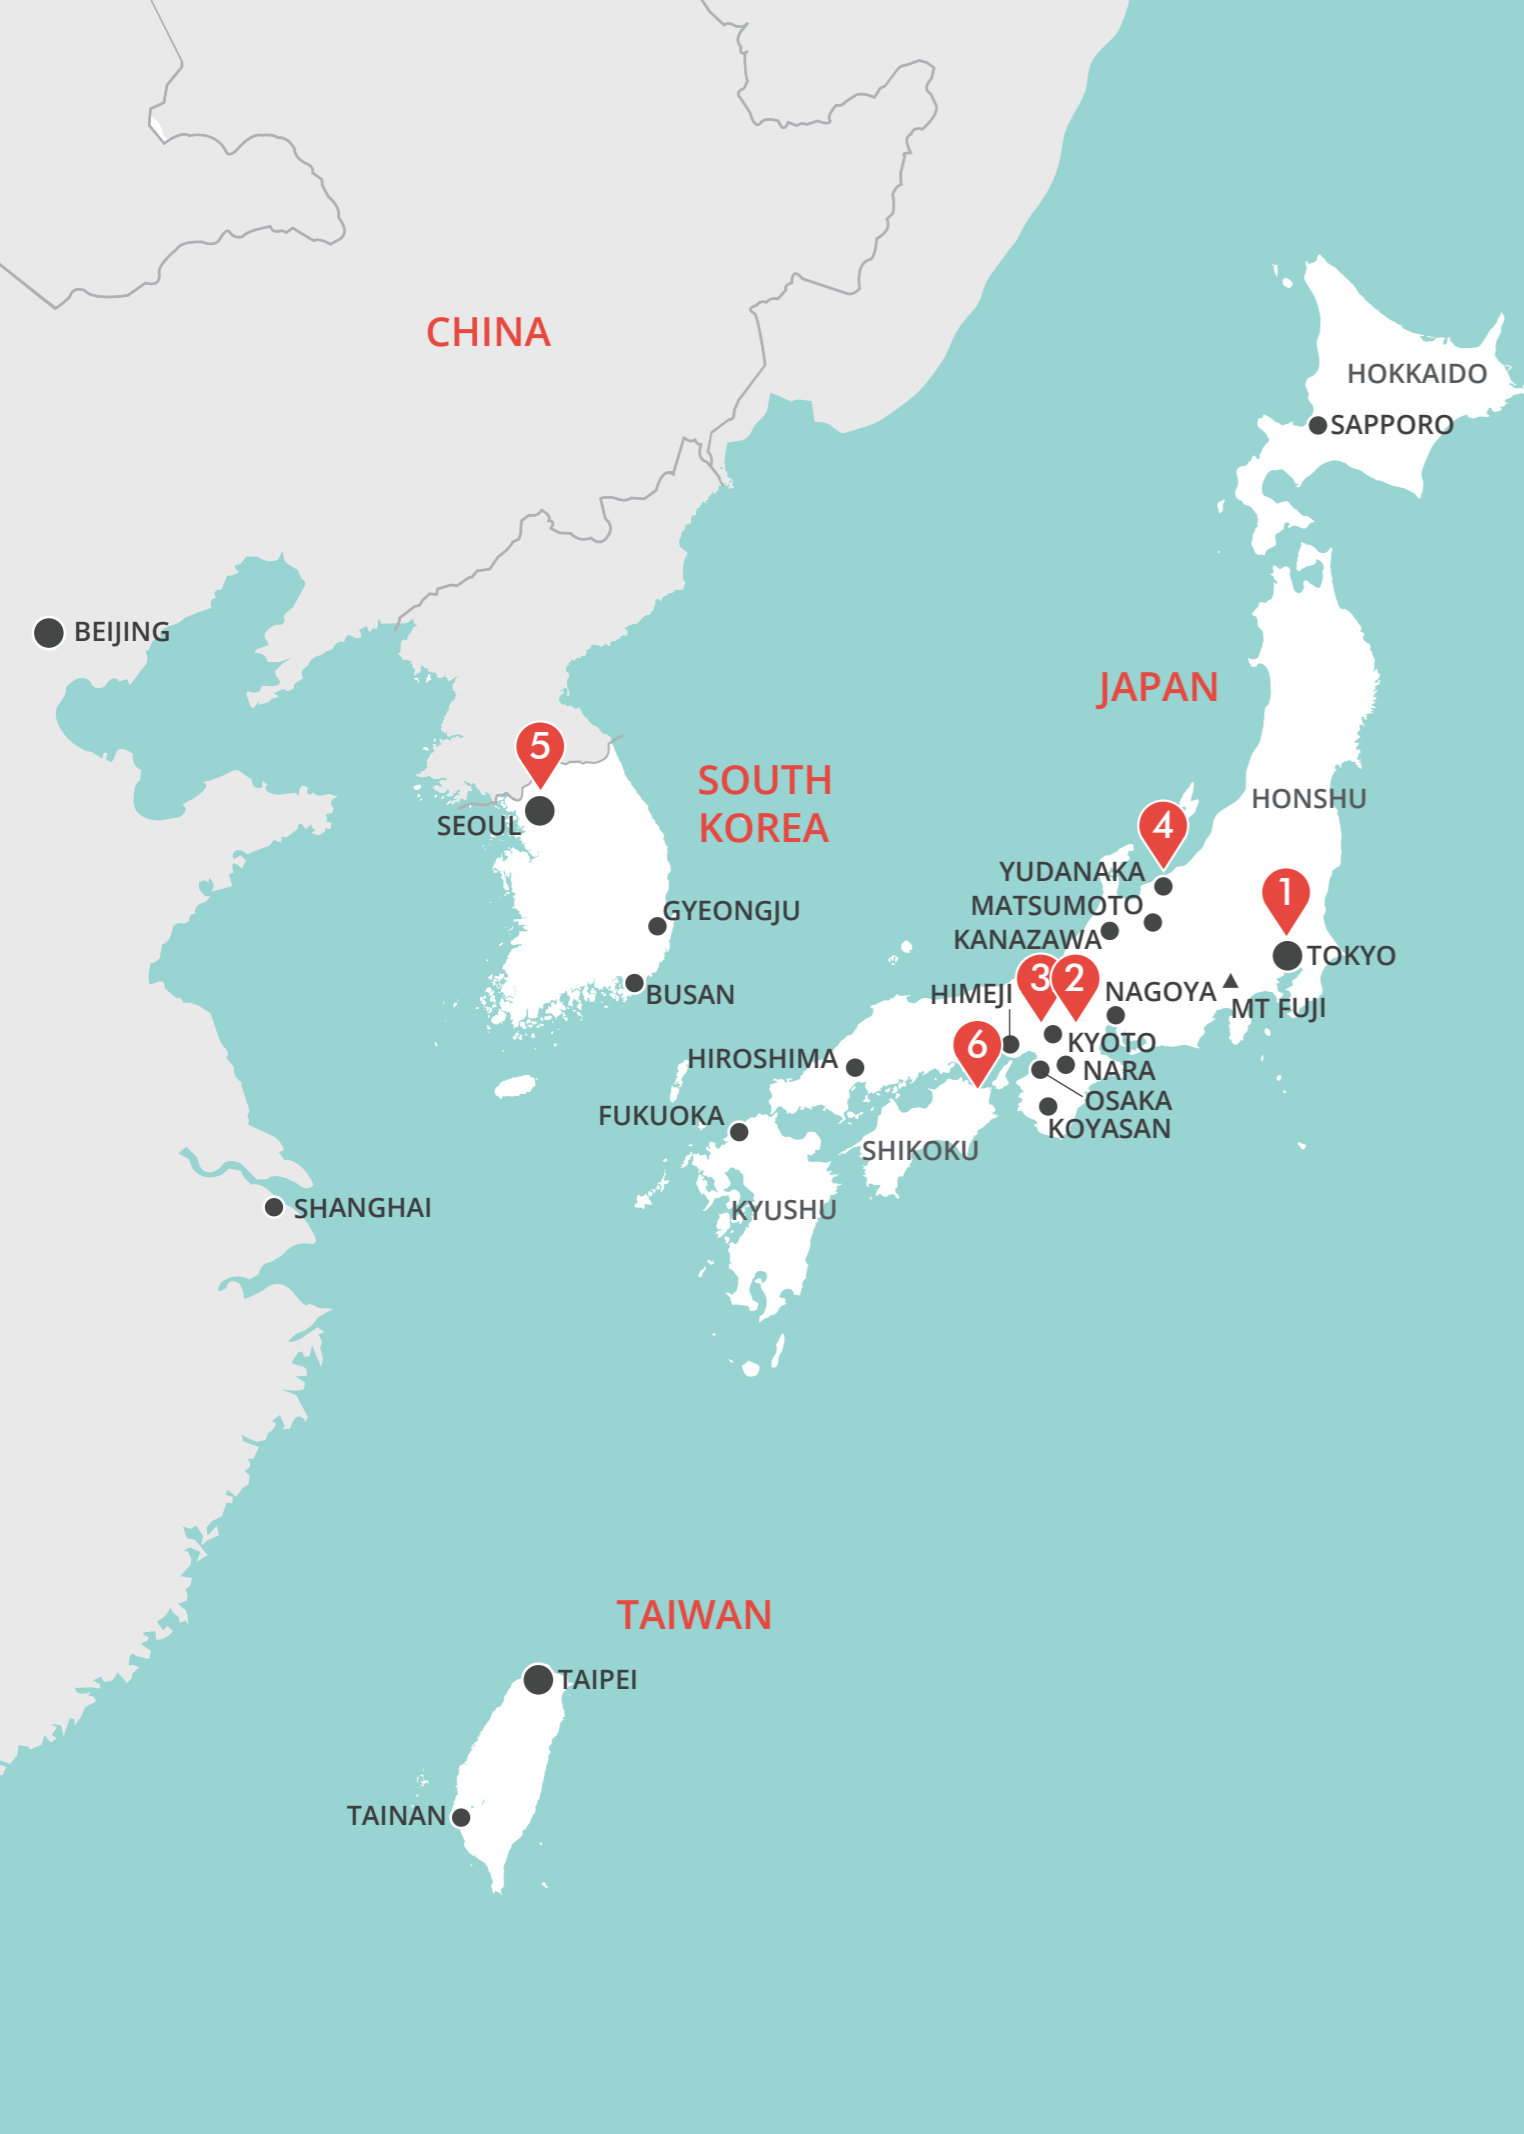 CHINA
HOKKAIDO
SAPPORO
BEIJING
JAPAN
5
SOUTH
KOREA
HONSHU
SEOUL
4
YUDANAKA
1
MATSUMOTO
GYEONGJU
KANAZAWA
TOKYO
3
2
HIMEJI
NAGOYA
BUSAN
MT FUJI
6
KYOTO
HIROSHIMA
NARA
OSAKA
FUKUOKA
KOYASAN
SHIKOKU
SHANGHAI
KYUSHU
TAIWAN
TAIPEI
TAINAN